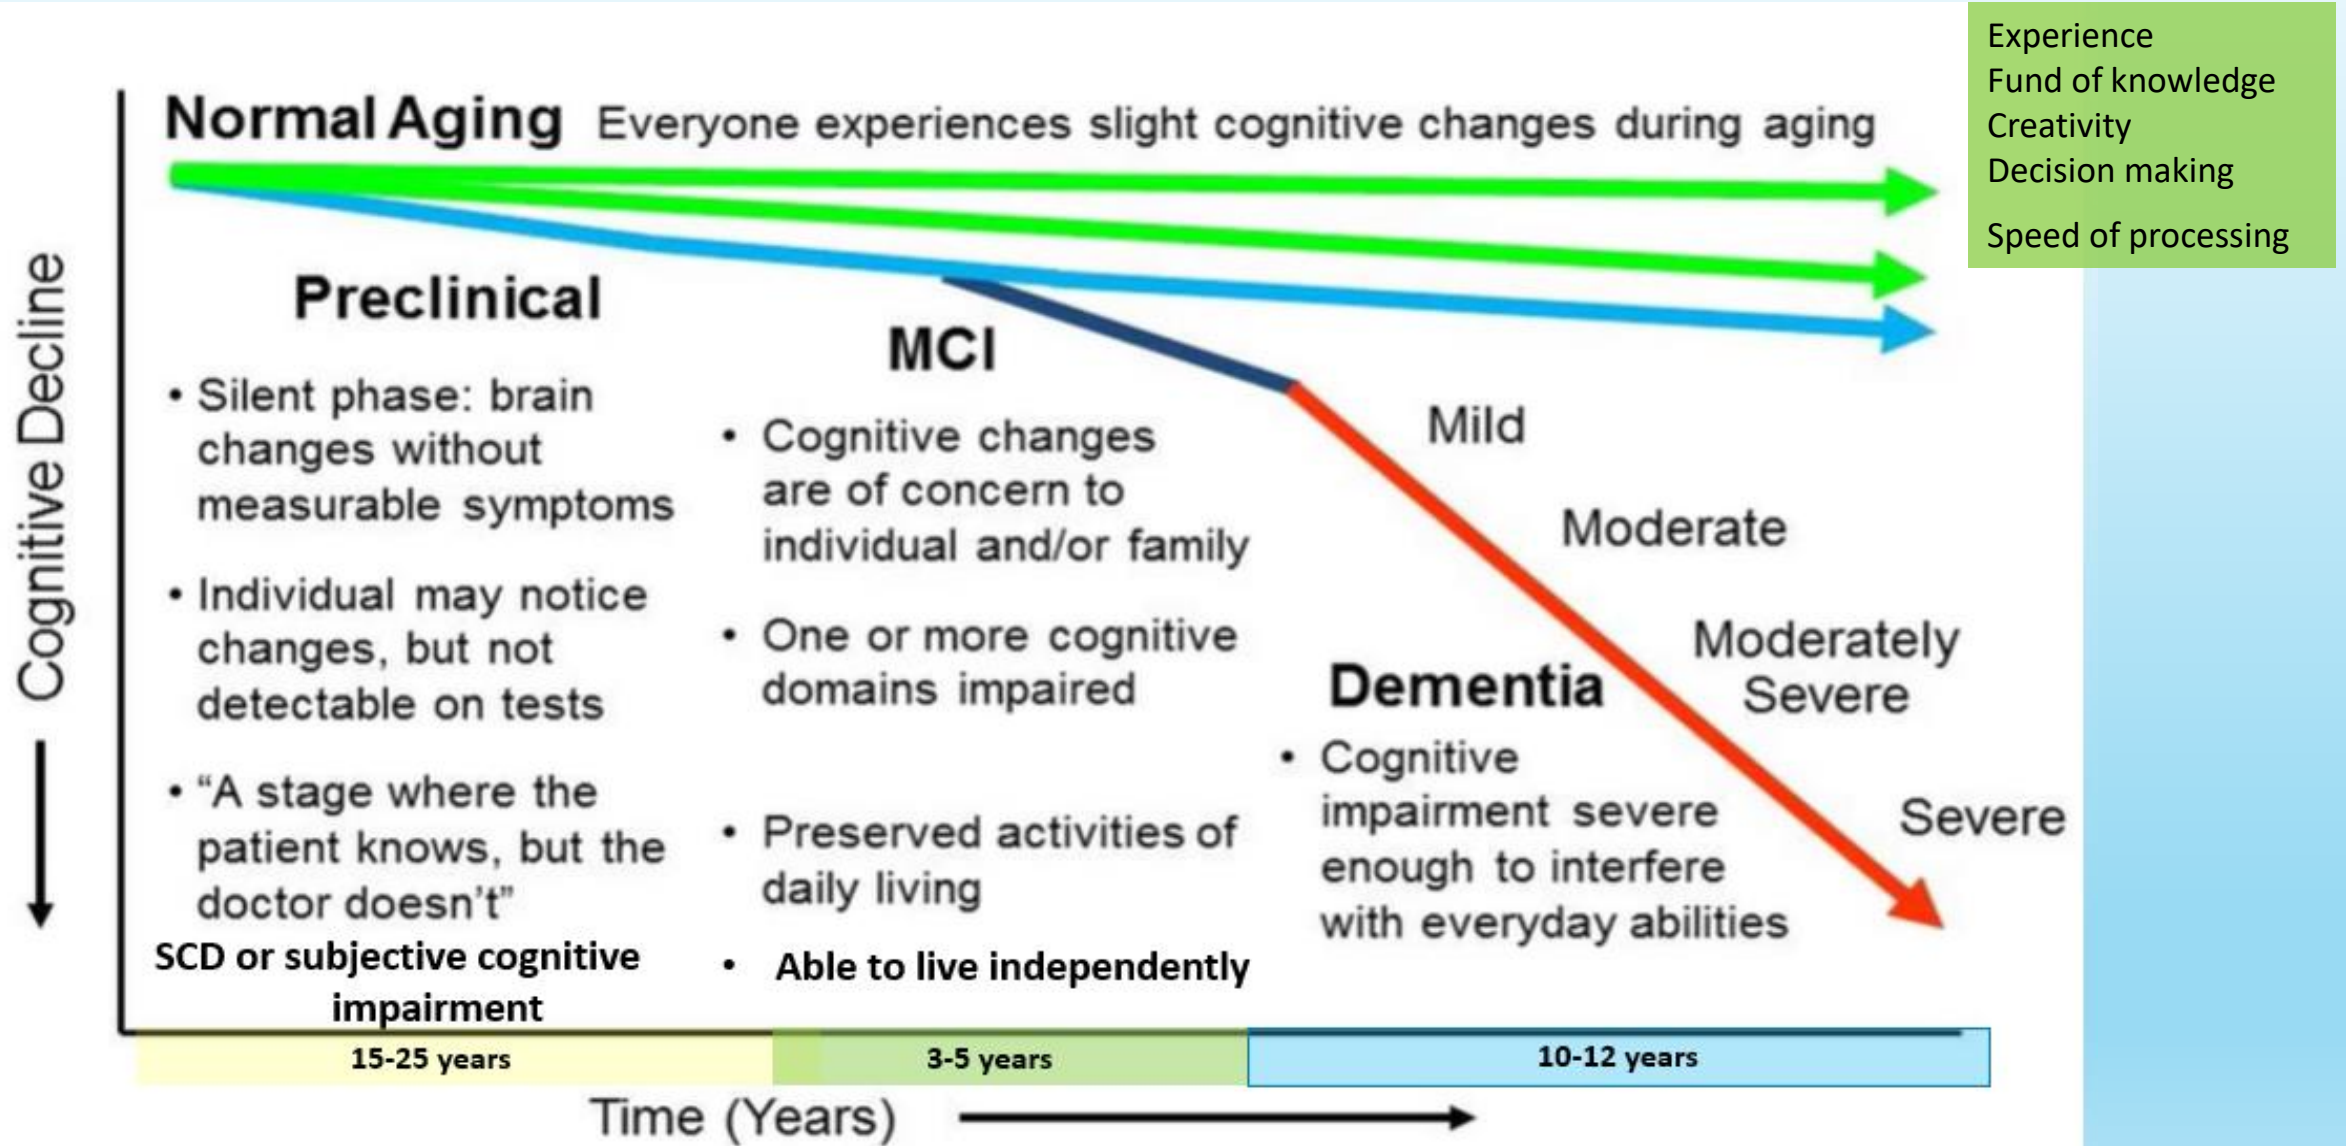 Experience
Fund of knowledge
Creativity
Decision making
Speed of processing
Normal Aging Everyone experiences slight cognitive changes during aging
Cognitive Decline
Preclinical
• Silent phase: brain
changes without
measurable symptoms
• Individual may notice
changes, but not
detectable on tests
• “A stage where the
patient knows, but the
doctor doesn’t”
SCD or subjective cognitive
impairment
MCI
• Cognitive changes
are of concern to
individual and/or family
• One or more cognitive
domains impaired
• Preserved activities of
daily living
• Able to live independently
Mild
Moderate
Moderately
Severe
Severe
Dementia
• Cognitive
impairment severe
enough to interfere
with everyday abilities
15-25 years
3-5 years
10-12 years
Time (Years)